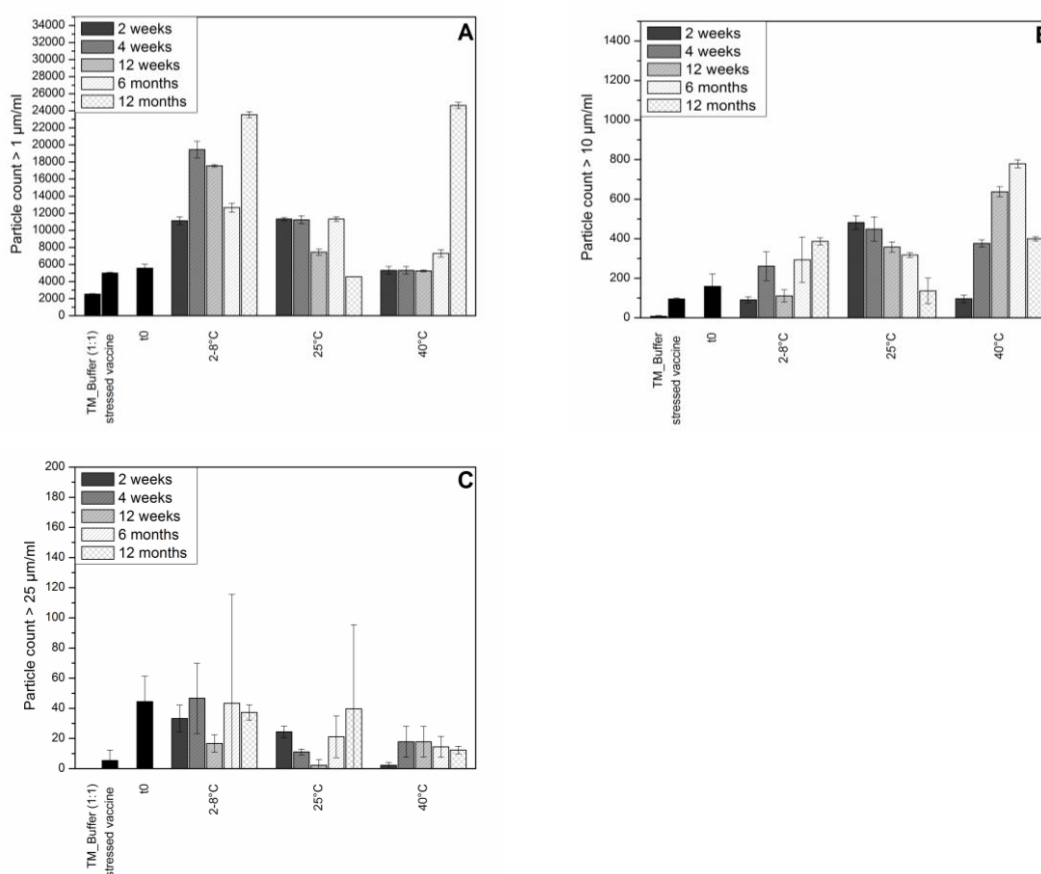 34000
32000
30000
28000
26000
24000
22000
20000
18000
16000
14000
12000
10000
8000
6000
4000
2000
Particle count > 1 µm/ml
2 weeks
4 weeks
12 weeks
6 months
12 months
A
TM_Buffer (1:1)
stressed vaccine
t0
2-8°C
25°C
40°C
1400
1200
1000
800
600
400
200
0
Particle count > 10 µm/ml
2 weeks
4 weeks
12 weeks
6 months
12 months
TM_Buffer
stressed vaccine
t0
2-8°C
25°C
40°C
200
180
160
140
120
100
80
60
40
20
0
Particle count > 25 µm/ml
2 weeks
4 weeks
12 weeks
6 months
12 months
C
TM_Buffer (1:1)
stressed vaccine
t0
2-8°C
25°C
40°C